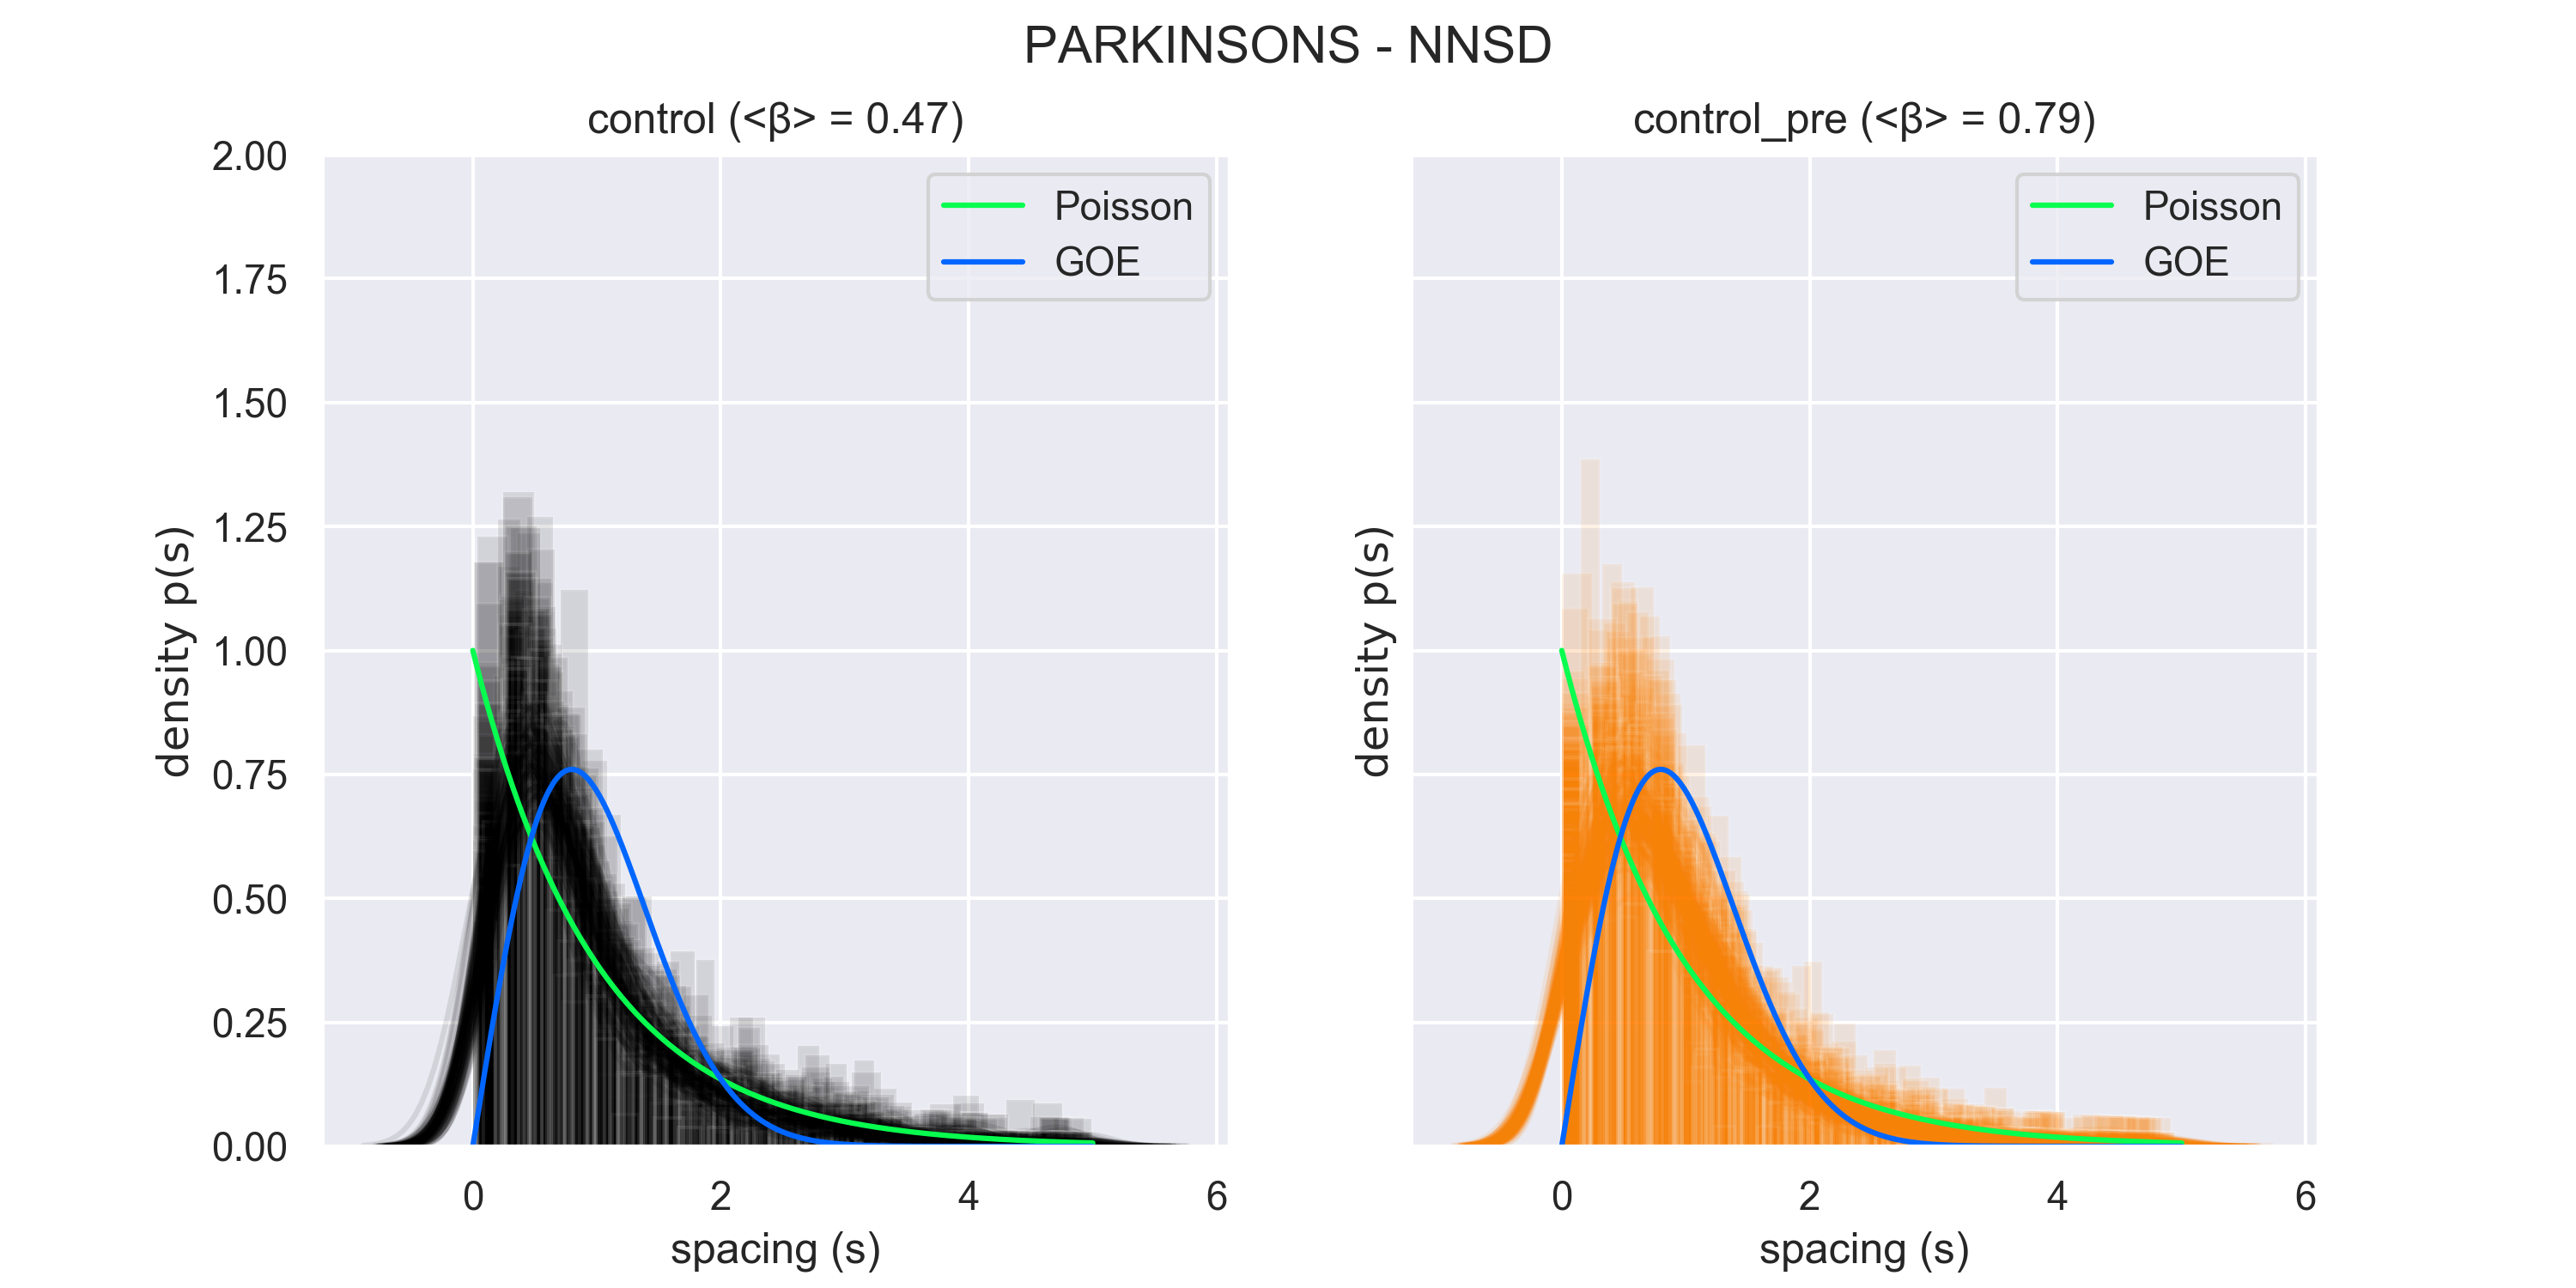 PARKINSONS - NNSD
control (<β> = 0.47)
control_pre (<β> = 0.79)
2.00
1.75
1.50
1.25
1.00
0.75
0.50
0.25
0.00
density p(s)
Poisson
GOE
0 2 4 6
spacing (s)
density p(s)
Poisson
GOE
0 2 4 6
spacing (s)